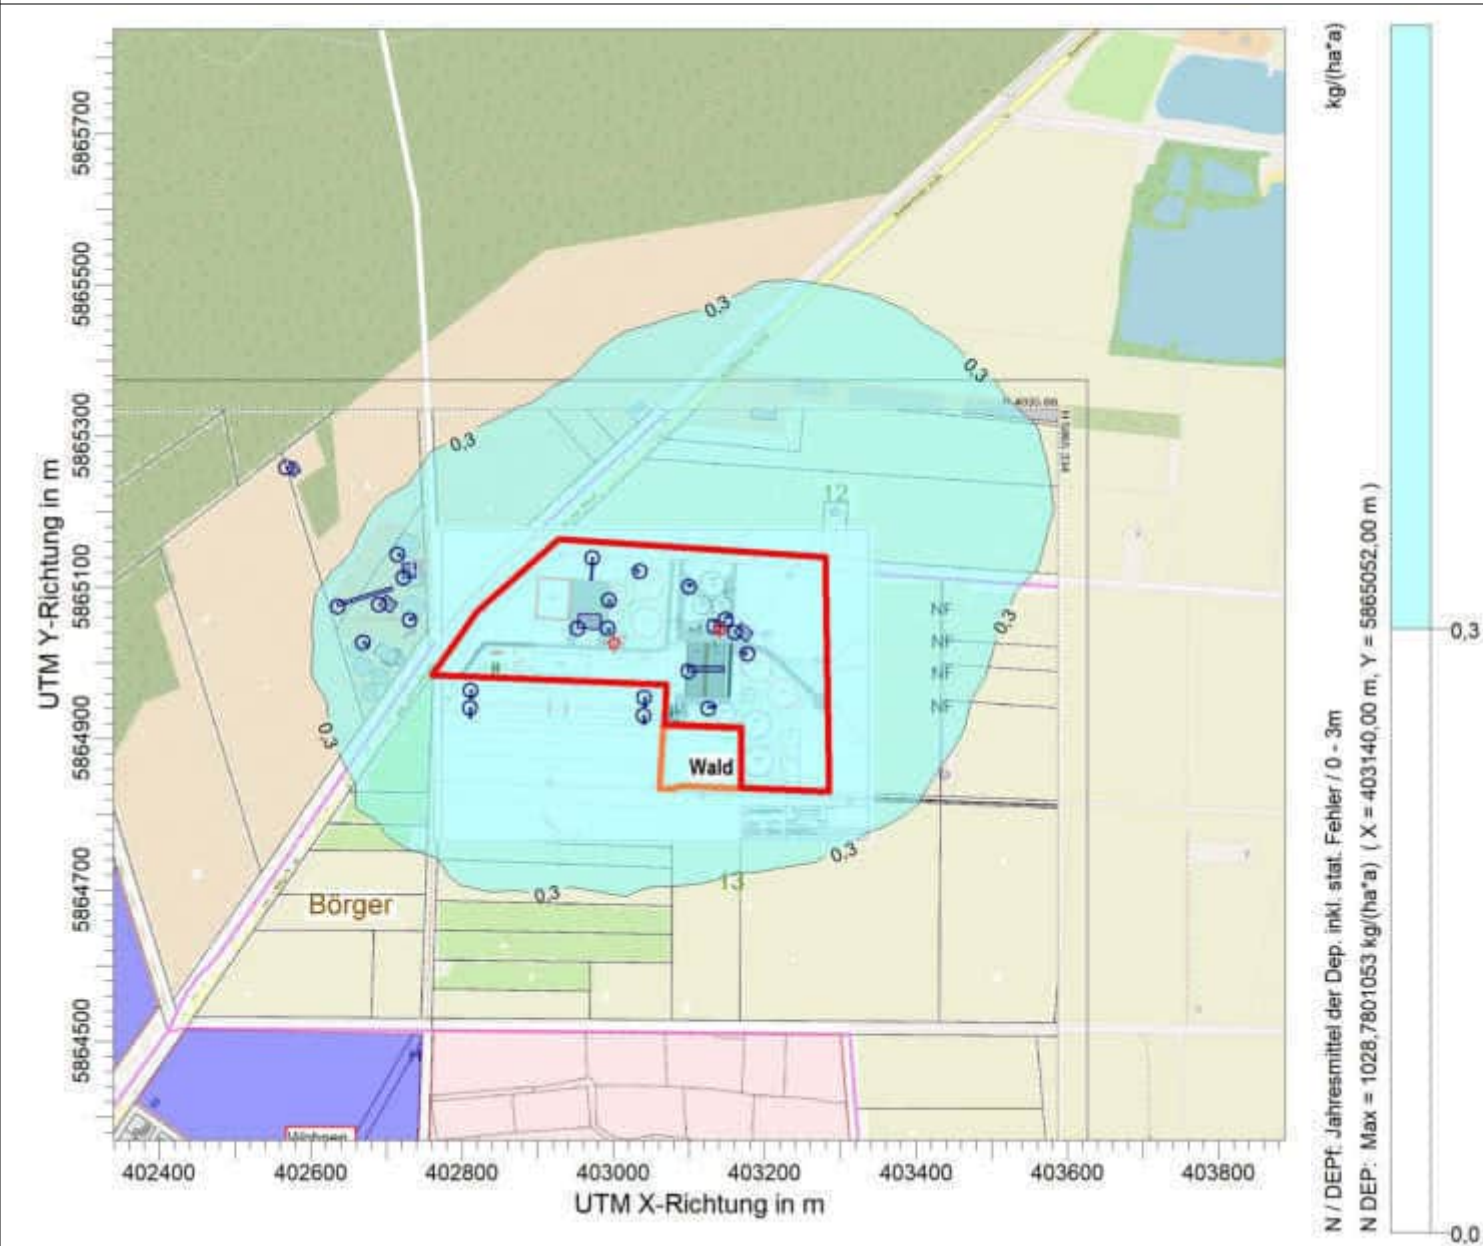 kg/(ha*a)
5865700
5865500
5865300
5865100
5864900
5864700
5864500
UTM Y-Richtung in m
0,3
0,3
0,3
12
NF
NF
NF
NF
0,3
0,3
Wald
0,3
13
0,3
Börger
Wohnen
402400 402600 402800 403000 403200 403400 403600 403800
UTM X-Richtung in m
N / DEPf: Jahresmittel der Dep. inkl. stat. Fehler / 0 - 3m
N DEP: Max = 1028,7801053 kg/(ha*a) ( X = 403140,00 m, Y = 5865052,00 m )
0,3
0,0